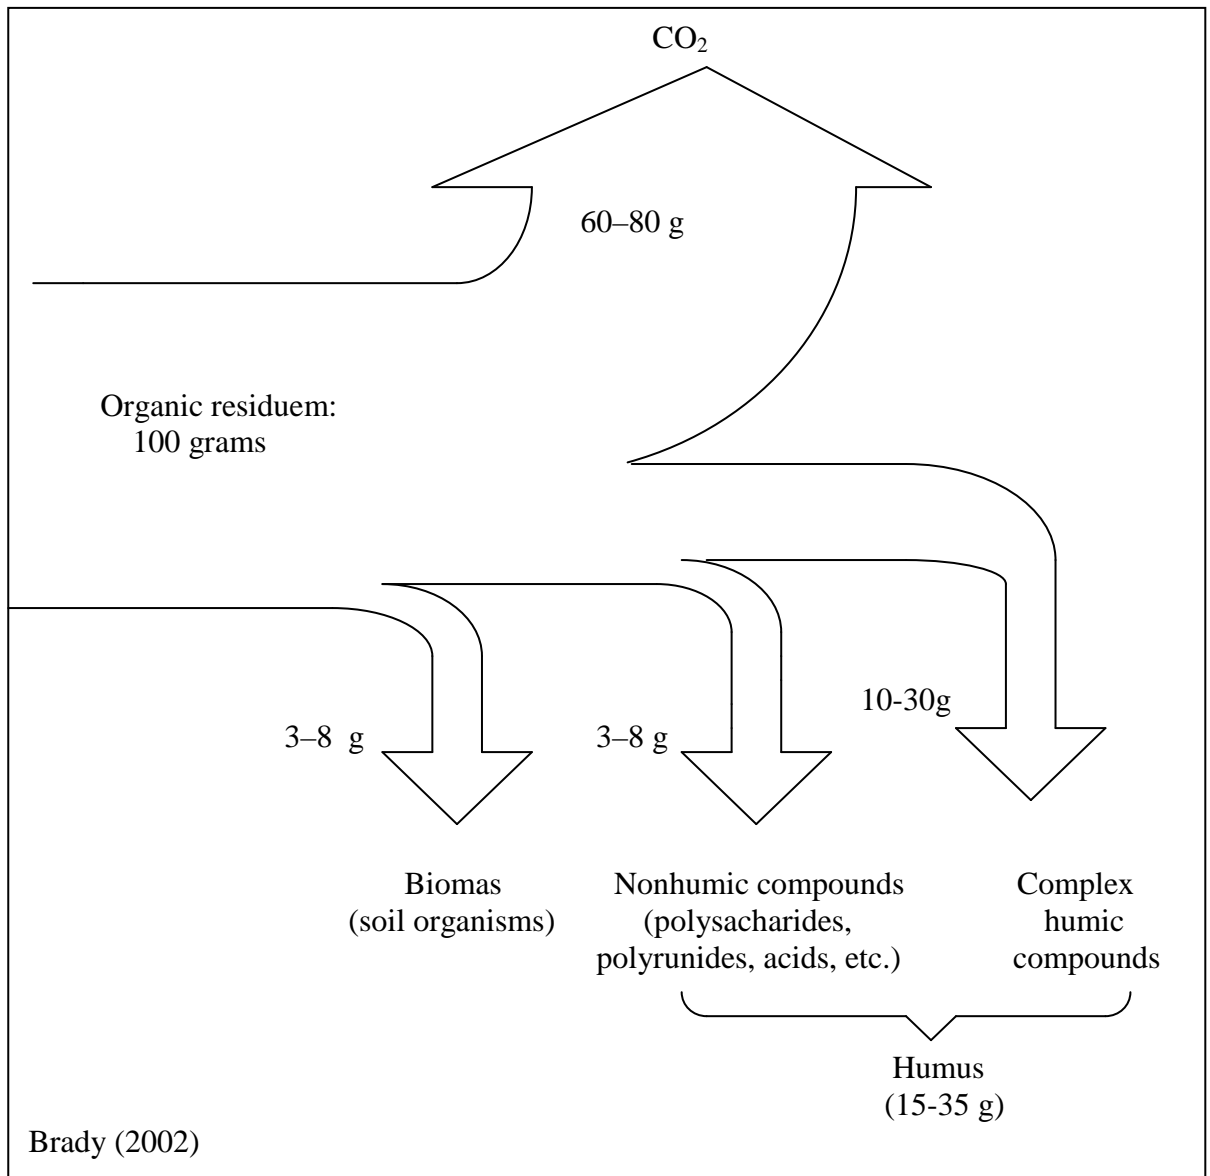 CO₂
60–80 g
Organic residuem:
100 grams
10-30g
3–8 g
3–8 g
Biomas
(soil organisms)
Nonhumic compounds
(polysacharides,
polyrunides, acids, etc.)
Complex
humic
compounds
Humus
(15-35 g)
Brady (2002)